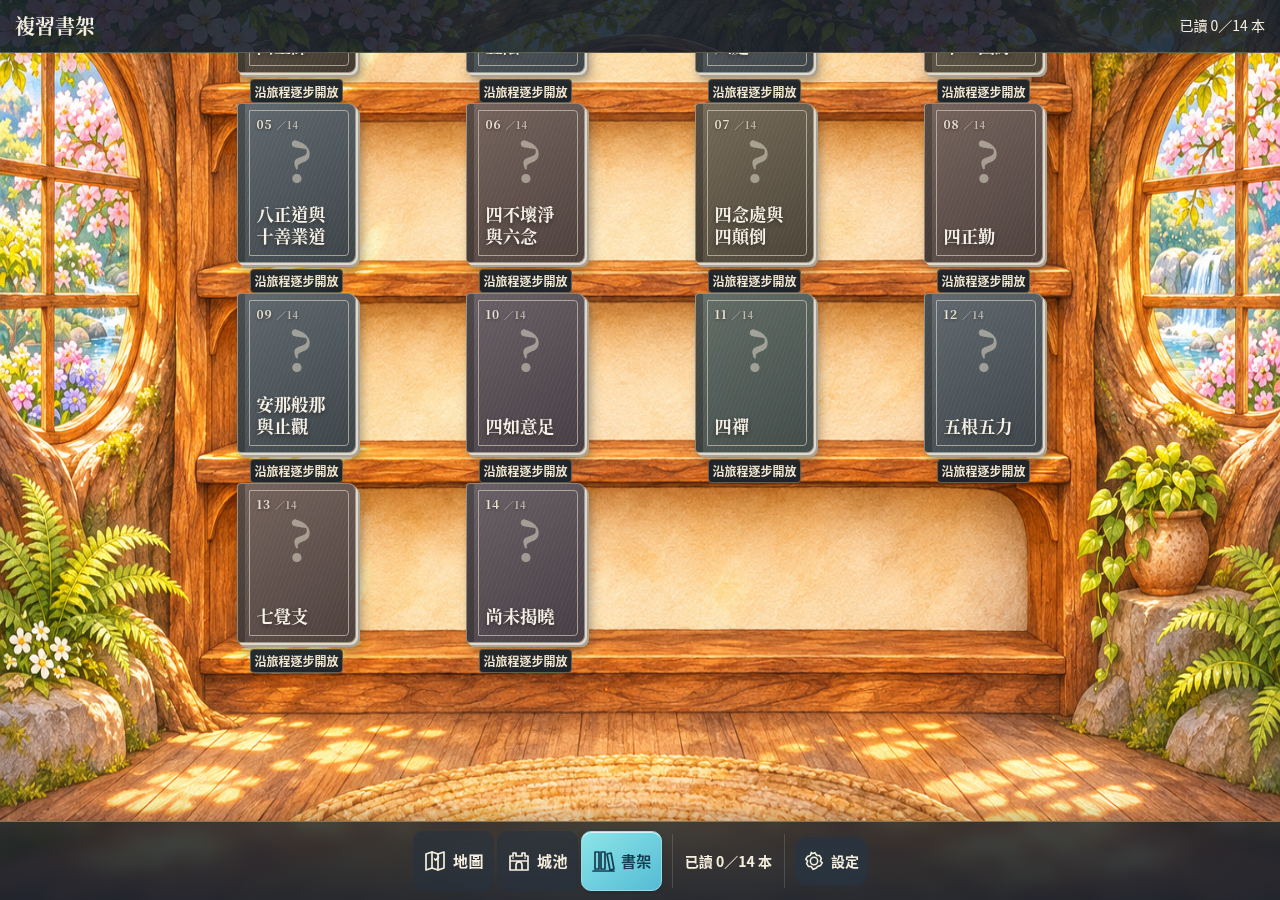 複習書架
已讀 0／14 本
沿旅程逐步開放
沿旅程逐步開放
沿旅程逐步開放
沿旅程逐步開放
05 ／14
?
八正道與
十善業道
06 ／14
?
四不壞淨
與六念
07 ／14
?
四念處與
四顛倒
08 ／14
?
四正勤
沿旅程逐步開放
沿旅程逐步開放
沿旅程逐步開放
沿旅程逐步開放
09 ／14
?
安那般那
與止觀
10 ／14
?
四如意足
11 ／14
?
四禪
12 ／14
?
五根五力
沿旅程逐步開放
沿旅程逐步開放
沿旅程逐步開放
沿旅程逐步開放
13 ／14
?
七覺支
14 ／14
?
尚未揭曉
沿旅程逐步開放
沿旅程逐步開放
地圖
城池
書架
已讀 0／14 本
設定